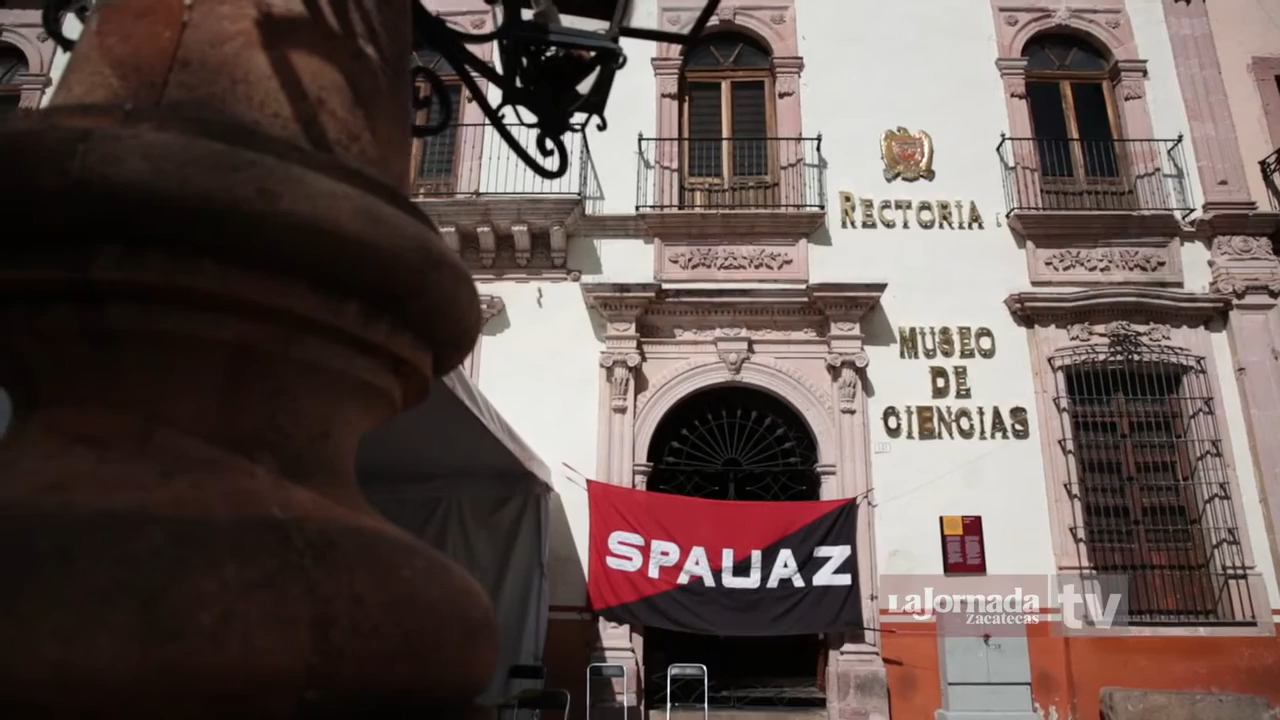 RECTORIA
MUSEO
DE
CIENCIAS
SPAUAZ
LaJornada
Zacatecas
tv